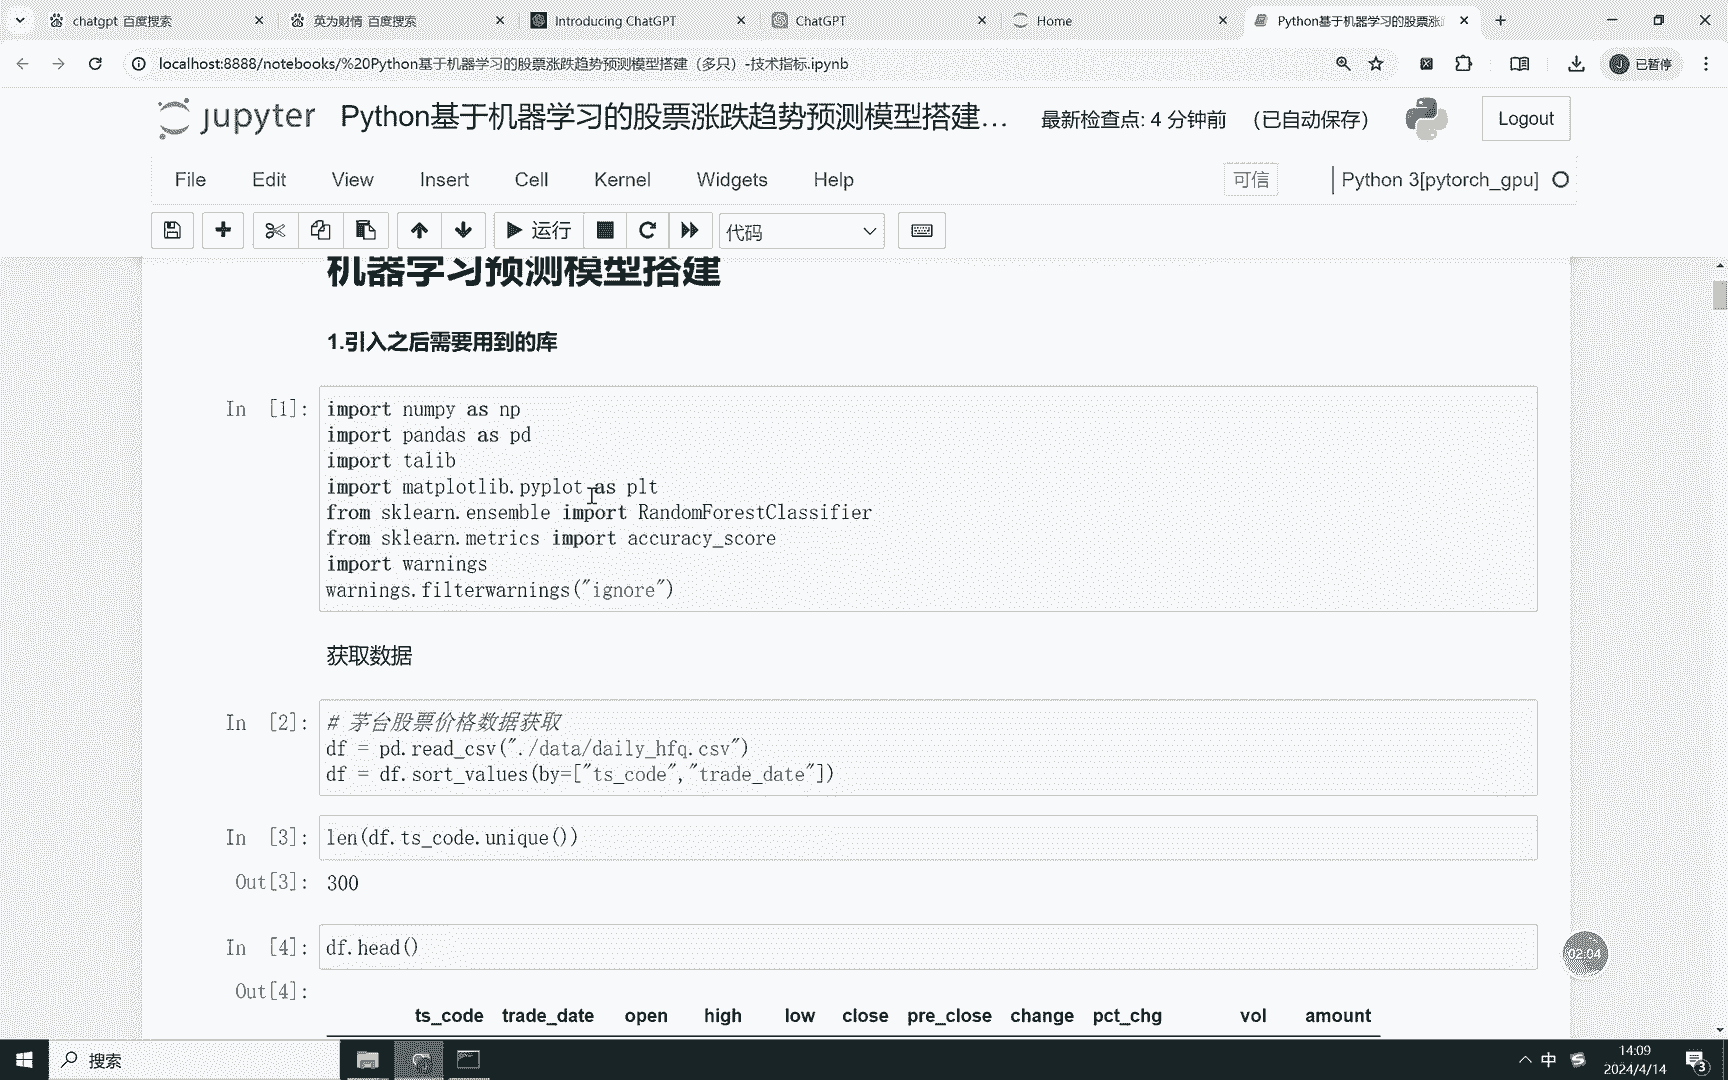 chatgpt 百度搜索
英为财情 百度搜索
Introducing ChatGPT
ChatGPT
Home
Python基于机器学习的股票涨
localhost:8888/notebooks/%20Python基于机器学习的股票涨跌趋势预测模型搭建（多只）-技术指标.ipynb
已暂停
jupyter
Python基于机器学习的股票涨跌趋势预测模型搭建…
最新检查点: 4 分钟前
（已自动保存）
Logout
File
Edit
View
Insert
Cell
Kernel
Widgets
Help
可信
Python 3[pytorch_gpu]
运行
代码
机器学习预测模型搭建
1.引入之后需要用到的库
In [1]:
import numpy as np
import pandas as pd
import talib
import matplotlib.pyplot as plt
from sklearn.ensemble import RandomForestClassifier
from sklearn.metrics import accuracy_score
import warnings
warnings.filterwarnings("ignore")
获取数据
In [2]:
# 茅台股票价格数据获取
df = pd.read_csv("./data/daily_hfq.csv")
df = df.sort_values(by=["ts_code","trade_date"])
In [3]:
len(df.ts_code.unique())
Out[3]:
300
In [4]:
df.head()
02:04
Out[4]:
ts_code trade_date open high low close pre_close change pct_chg vol amount
搜索
中
14:09
2024/4/14
3